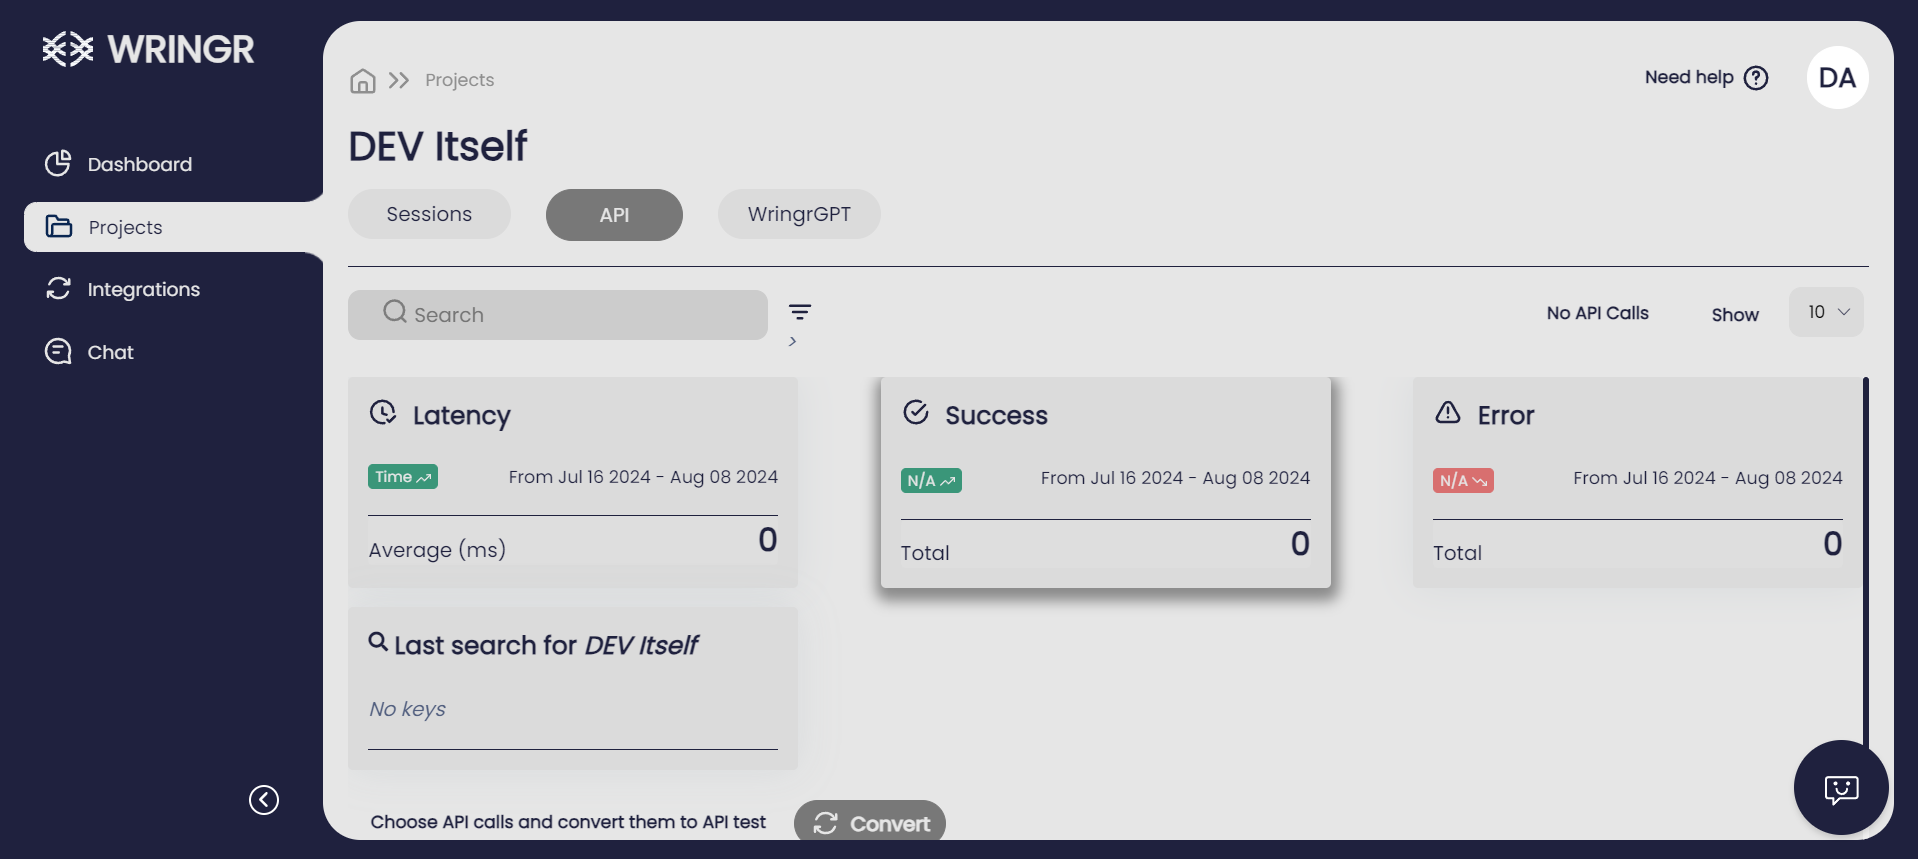 WRINGR
Dashboard
Projects
Integrations
Chat
Projects
Need help
DA
DEV Itself
Sessions
API
WringrGPT
Search
No API Calls
Show
10
Latency
Time
From Jul 16 2024 - Aug 08 2024
Average (ms)
0
Success
N/A
From Jul 16 2024 - Aug 08 2024
Total
0
Error
N/A
From Jul 16 2024 - Aug 08 2024
Total
0
Last search for DEV Itself
No keys
Choose API calls and convert them to API test
Convert